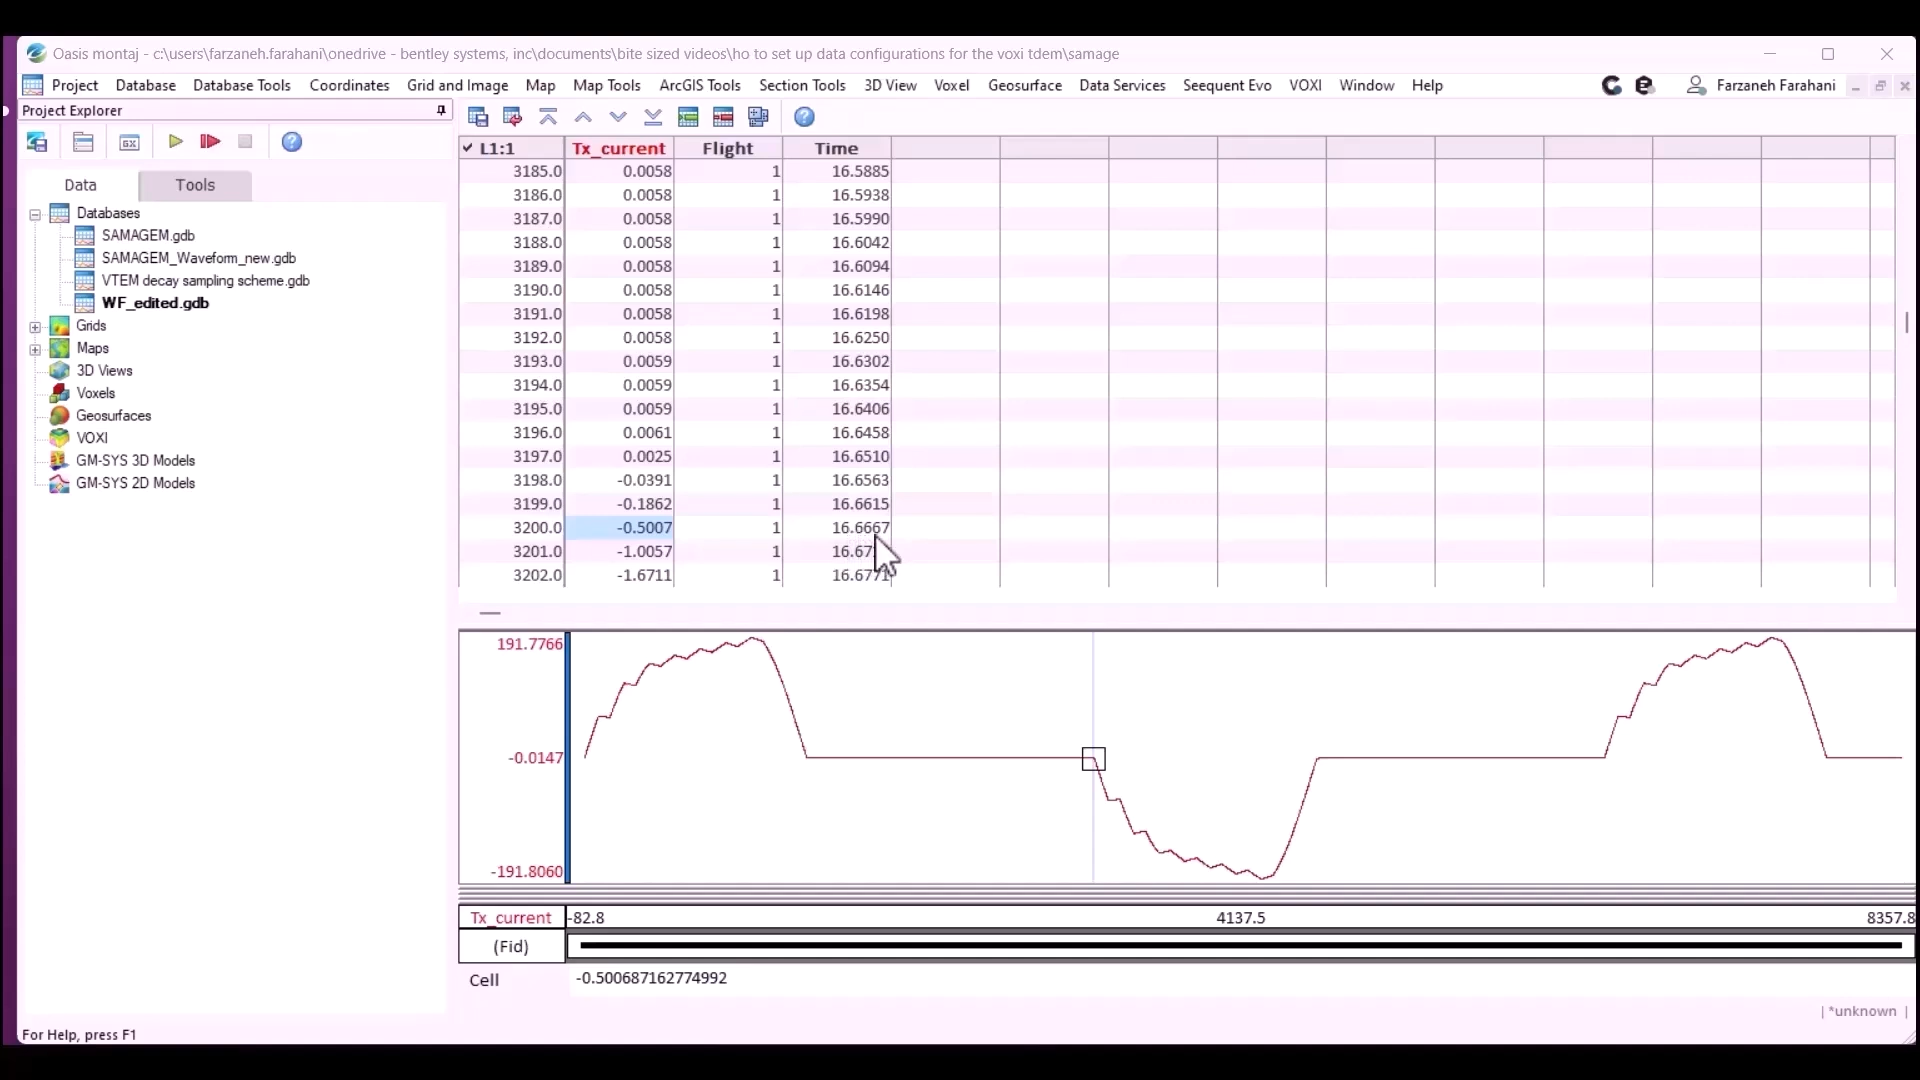 Oasis montaj - c:\users\farzaneh.farahani\onedrive - bentley systems, inc\documents\bite sized videos\ho to set up data configurations for the voxi tdem\samage
Project Database Database Tools Coordinates Grid and Image Map Map Tools ArcGIS Tools Section Tools 3D View Voxel Geosurface Data Services Seequent Evo VOXI Window Help Farzaneh Farahani
Project Explorer
Data Tools
Databases
SAMAGEM.gdb
SAMAGEM_Waveform_new.gdb
VTEM decay sampling scheme.gdb
WF_edited.gdb
Grids
Maps
3D Views
Voxels
Geosurfaces
VOXI
GM-SYS 3D Models
GM-SYS 2D Models
L1:1 Tx_current Flight Time
3185.0 0.0058 1 16.5885
3186.0 0.0058 1 16.5938
3187.0 0.0058 1 16.5990
3188.0 0.0058 1 16.6042
3189.0 0.0058 1 16.6094
3190.0 0.0058 1 16.6146
3191.0 0.0058 1 16.6198
3192.0 0.0058 1 16.6250
3193.0 0.0059 1 16.6302
3194.0 0.0059 1 16.6354
3195.0 0.0059 1 16.6406
3196.0 0.0061 1 16.6458
3197.0 0.0025 1 16.6510
3198.0 -0.0391 1 16.6563
3199.0 -0.1862 1 16.6615
3200.0 -0.5007 1 16.6667
3201.0 -1.0057 1
3202.0 -1.6711 1 16.6771
191.7766
-0.0147
-191.8060
Tx_current -82.8 4137.5 8357.8
(Fid)
Cell -0.500687162774992
*unknown
For Help, press F1